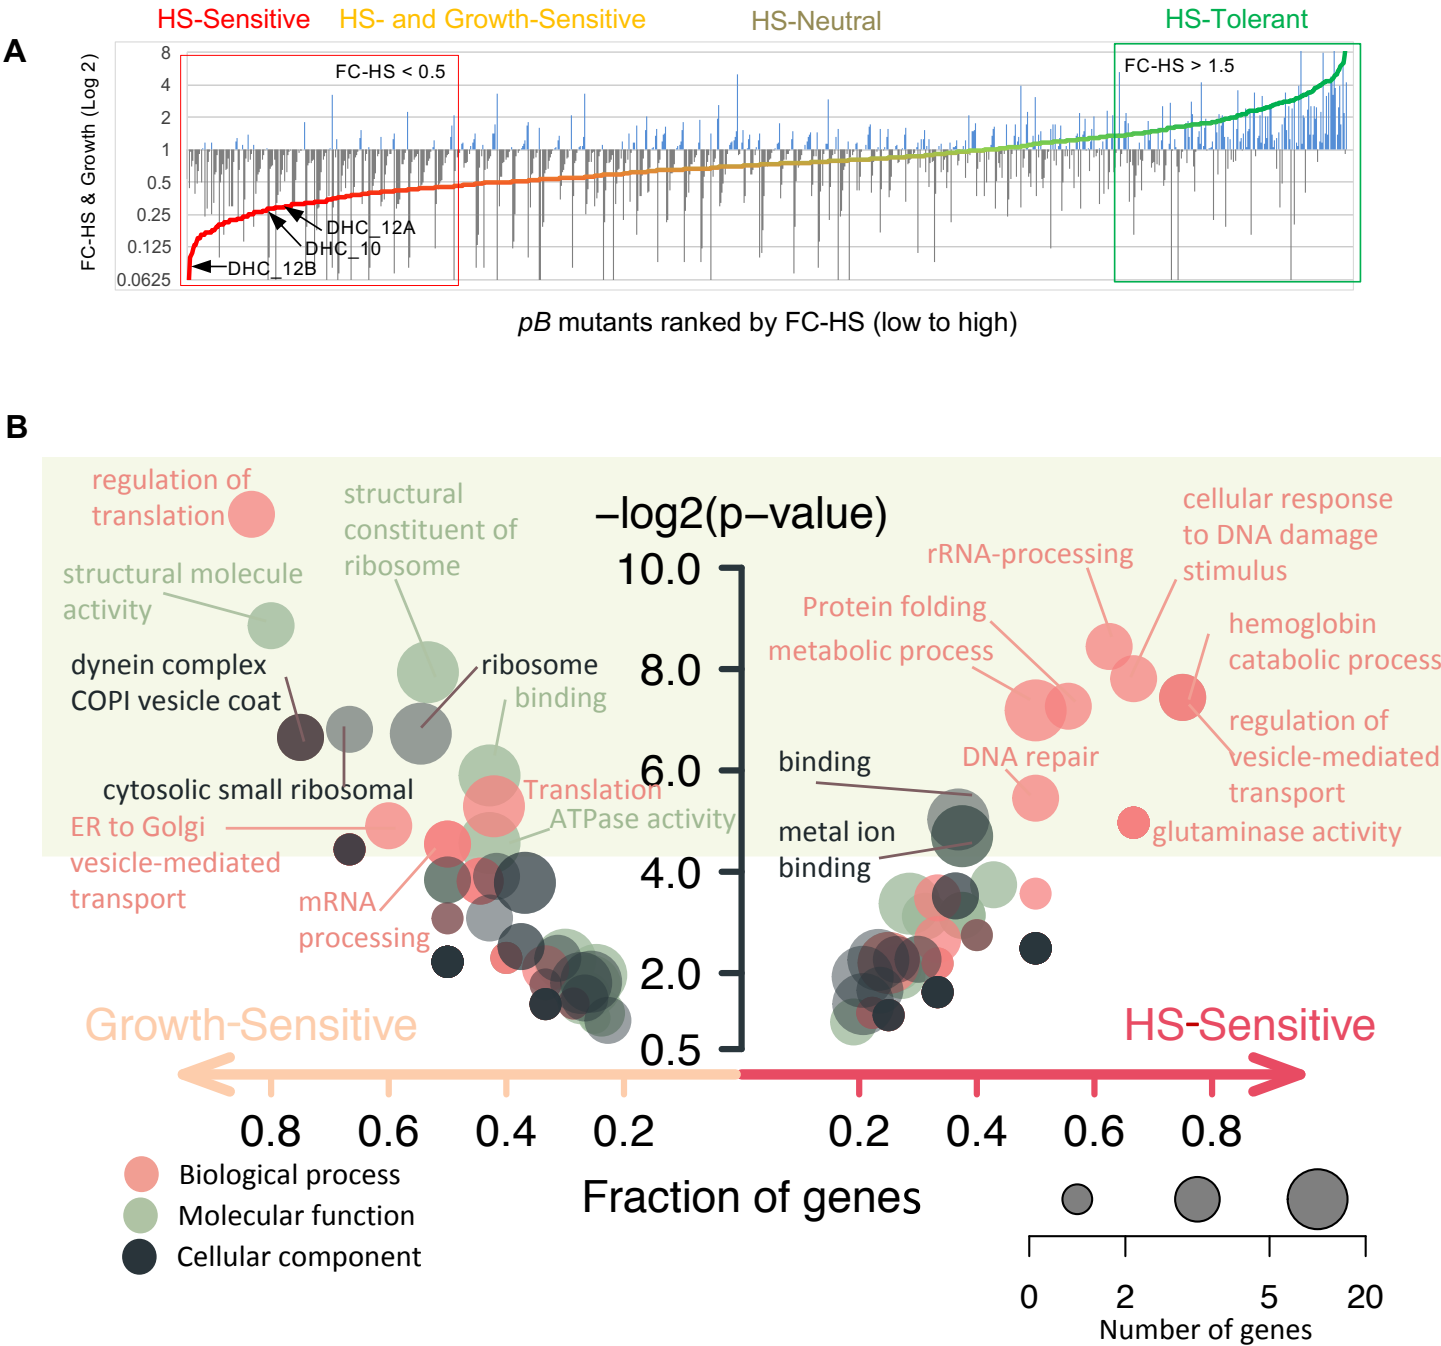 HS-Sensitive
HS- and Growth-Sensitive
HS-Neutral
HS-Tolerant
A
FC-HS & Growth (Log 2)
8
4
2
1
0.5
0.25
0.125
0.0625
FC-HS < 0.5
FC-HS > 1.5
DHC_12A
DHC_10
DHC_12B
pB mutants ranked by FC-HS (low to high)
B
regulation of
translation
structural
constituent of
ribosome
structural molecule
activity
dynein complex
COPI vesicle coat
ribosome
binding
cytosolic small ribosomal
Translation
ATPase activity
ER to Golgi
vesicle-mediated
transport
mRNA
processing
−log2(p−value)
10.0
8.0
6.0
4.0
2.0
0.5
cellular response
to DNA damage
stimulus
rRNA-processing
Protein folding
metabolic process
hemoglobin
catabolic process
regulation of
vesicle-mediated
transport
DNA repair
binding
metal ion
binding
glutaminase activity
Growth-Sensitive
HS-Sensitive
0.8 0.6 0.4 0.2 0.2 0.4 0.6 0.8
Fraction of genes
Biological process
Molecular function
Cellular component
0 2 5 20
Number of genes